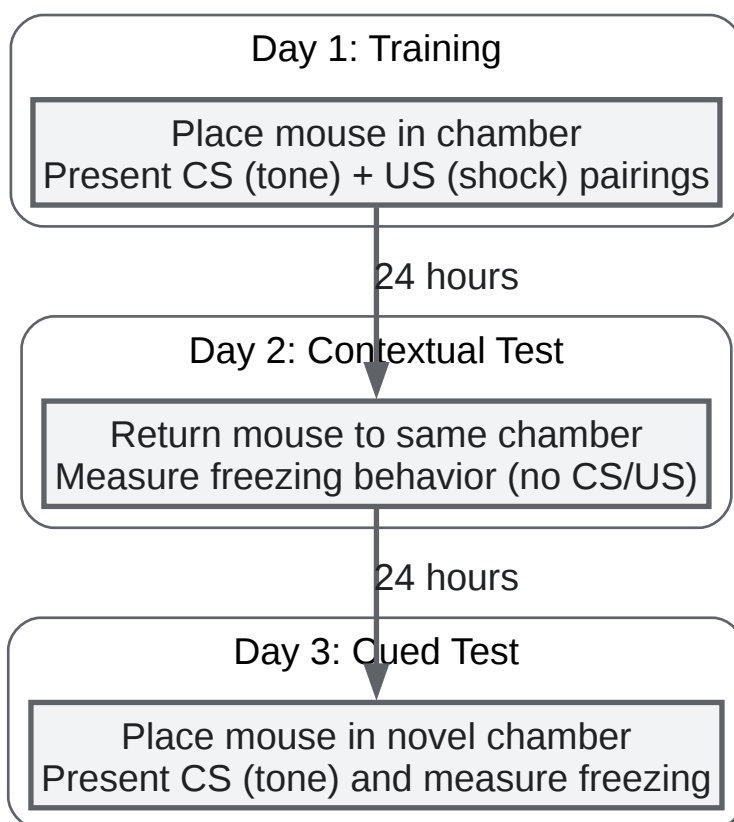 Day 1: Training
Place mouse in chamber
Present CS (tone) + US (shock) pairings
24 hours
Day 2: Contextual Test
Return mouse to same chamber
Measure freezing behavior (no CS/US)
24 hours
Day 3: Cued Test
Place mouse in novel chamber
Present CS (tone) and measure freezing